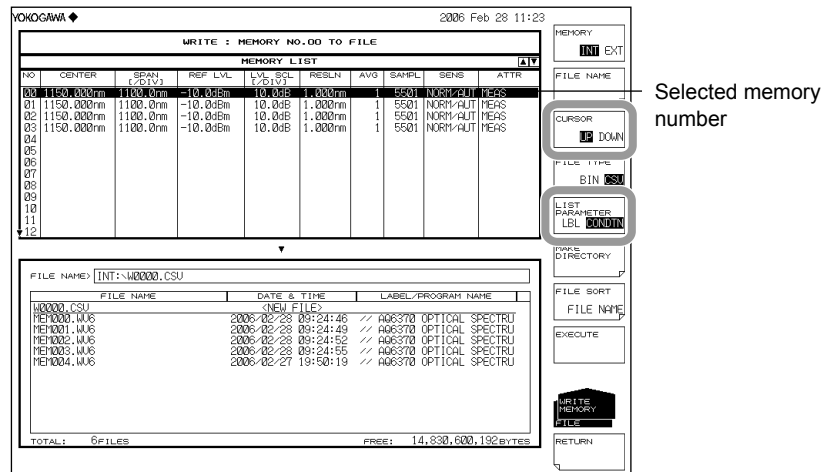 YOKOGAWA ◆ 2006 Feb 28 11:23
WRITE : MEMORY NO.00 TO FILE
MEMORY LIST ▲ ▼
NO CENTER SPAN [/DIV] REF LVL LVL SCL [/DIV] RESLN AVG SAMPL SENS ATTR
00 1150.000nm 1100.0nm -10.0dBm 10.0dB 1.000nm 1 5501 NORM/AUT MEAS
01 1150.000nm 1100.0nm -10.0dBm 10.0dB 1.000nm 1 5501 NORM/AUT MEAS
02 1150.000nm 1100.0nm -10.0dBm 10.0dB 1.000nm 1 5501 NORM/AUT MEAS
03 1150.000nm 1100.0nm -10.0dBm 10.0dB 1.000nm 1 5501 NORM/AUT MEAS
04
05
06
07
08
09
10
11
▼12
▼
FILE NAME> INT:\W0000.CSV
FILE NAME DATE & TIME LABEL/PROGRAM NAME
W0000.CSV <NEW FILE>
MEM000.WV6 2006/02/28 09:24:46 // AQ6370 OPTICAL SPECTRU
MEM001.WV6 2006/02/28 09:24:49 // AQ6370 OPTICAL SPECTRU
MEM002.WV6 2006/02/28 09:24:52 // AQ6370 OPTICAL SPECTRU
MEM003.WV6 2006/02/28 09:24:55 // AQ6370 OPTICAL SPECTRU
MEM004.WV6 2006/02/27 19:50:19 // AQ6370 OPTICAL SPECTRU
TOTAL: 6FILES FREE: 14,830,600,192BYTES
MEMORY
INT EXT
FILE NAME
CURSOR
UP DOWN
FILE TYPE
BIN CSV
LIST
PARAMETER
LBL CONDTN
MAKE
DIRECTORY
FILE SORT
FILE NAME
EXECUTE
WRITE
MEMORY
FILE
RETURN
Selected memory
number